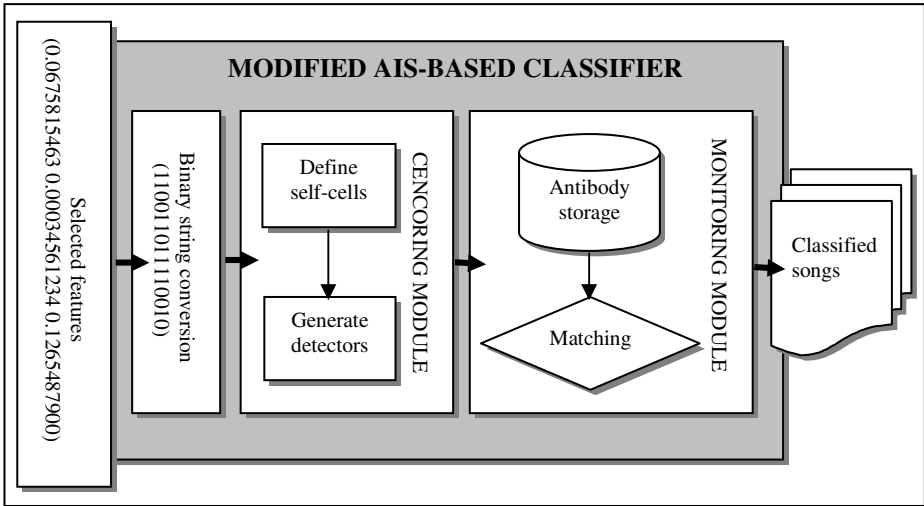 MODIFIED AIS-BASED CLASSIFIER
Selected features
(0.0675815463 0.00034561234 0.1265487900)
Binary string conversion
(1100110111110010)
Define
self-cells
Generate
detectors
CENCORING MODULE
Antibody
storage
Matching
MONITORING MODULE
Classified
songs